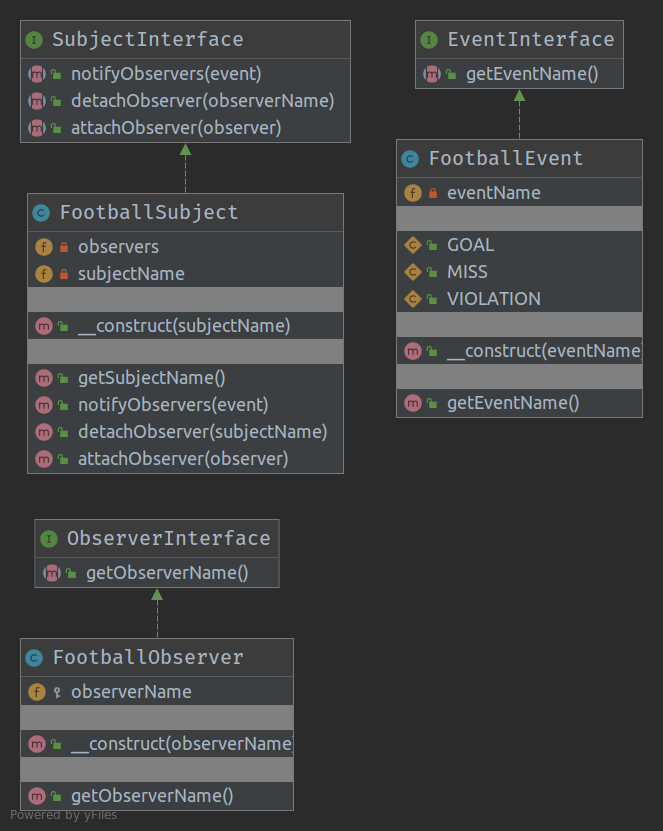 SubjectInterface
notifyObservers(event)
detachObserver(observerName)
attachObserver(observer)
EventInterface
getEventName()
FootballSubject
observers
subjectName
__construct(subjectName)
getSubjectName()
notifyObservers(event)
detachObserver(subjectName)
attachObserver(observer)
FootballEvent
eventName
GOAL
MISS
VIOLATION
__construct(eventName)
getEventName()
ObserverInterface
getObserverName()
FootballObserver
observerName
__construct(observerName)
getObserverName()
Powered by yFiles